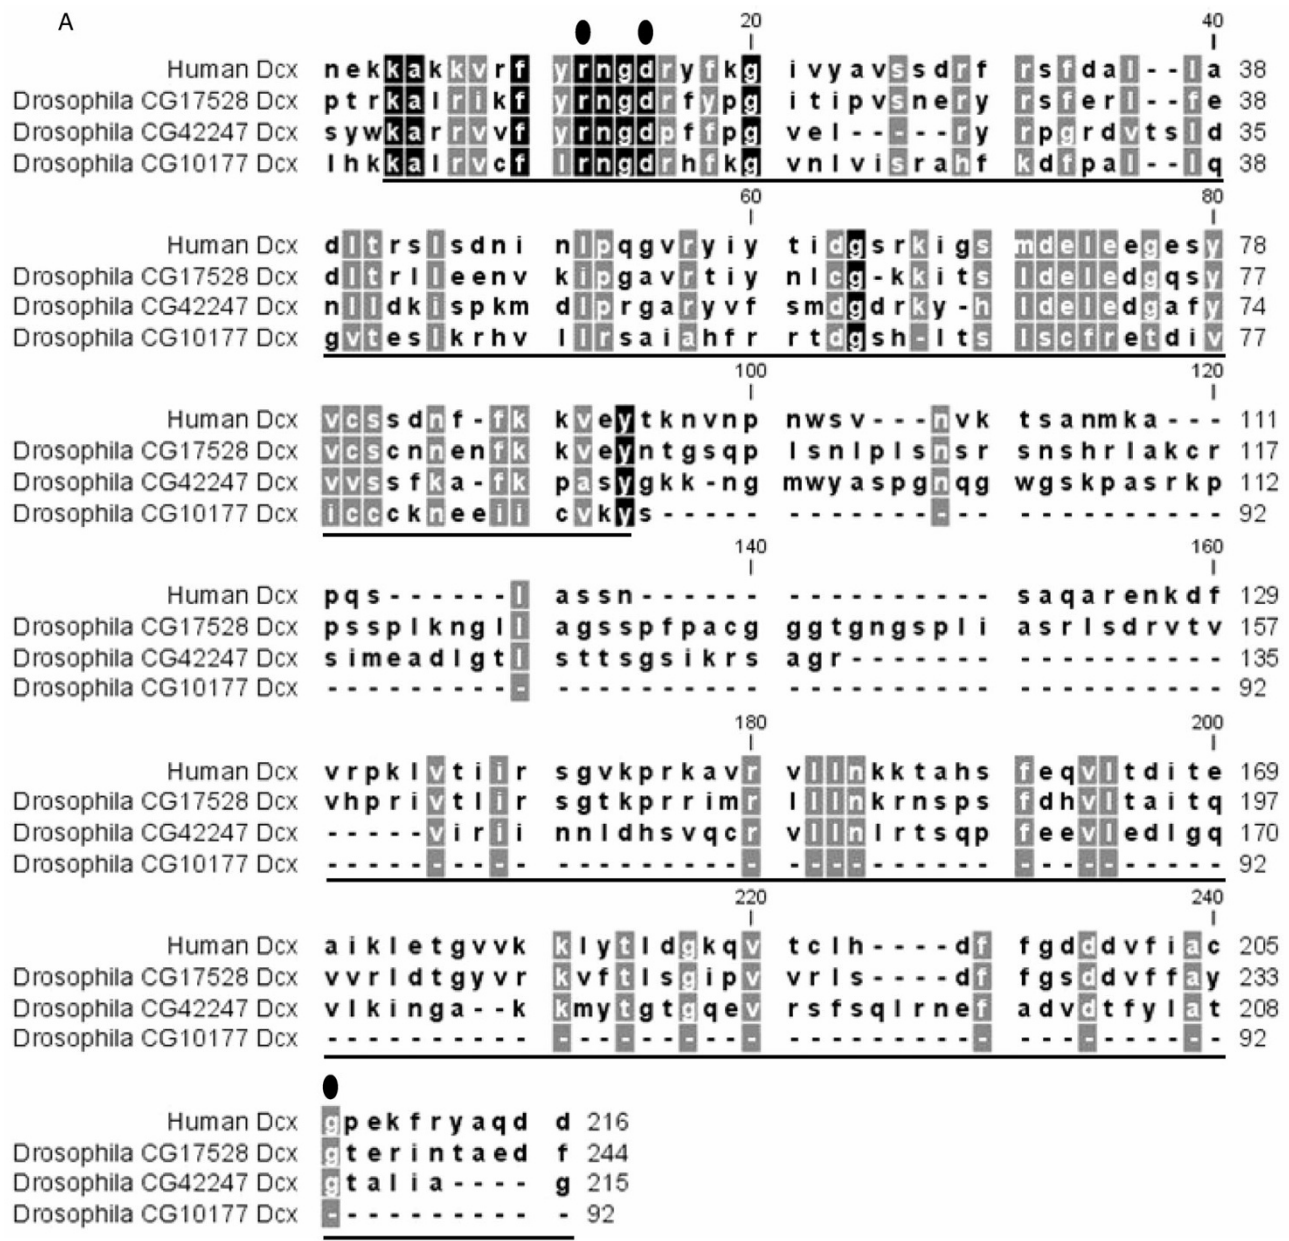 A
20 40
Human Dcx nekkakkvrf yrngdryfkg ivyavssdrf rsfdal--la 38
Drosophila CG17528 Dcx ptrkalrikf yrngdrfypg itipvsnery rsferl--fe 38
Drosophila CG42247 Dcx sywkarrvvf yrngdpffpg vel-----ry rpgrdvtsld 35
Drosophila CG10177 Dcx lhkkalrvcf lrngdrhfkg vnlvisrahf kdfpal--lq 38
60 80
Human Dcx dltrslsdni nlpqgvryiy tidgsrkigs mdeleegesy 78
Drosophila CG17528 Dcx dltrlleenv kipgavrtiy nlcg-kkits ldeledgqsy 77
Drosophila CG42247 Dcx nlldkispkm dlprgaryvf smdgdrky-h ldeledgafy 74
Drosophila CG10177 Dcx gvteslkrhv llrsaiahfr rtdgsh-lts lscfretdiv 77
100 120
Human Dcx vcssdnf-fk kveytknvnp nwsv---nvk tsanmka--- 111
Drosophila CG17528 Dcx vcscnnenfk kveyntgsqp lsnlplsnsr snshrlakcr 117
Drosophila CG42247 Dcx vvssfka-fk pasygkk-ng mwyaspgnqg wgskpasrkp 112
Drosophila CG10177 Dcx iccckneeii cvkys----- ---------- ---------- 92
140 160
Human Dcx pqs------l assn------ ---------- saqarenkdf 129
Drosophila CG17528 Dcx pssplkngll agsspfpacg ggtgngspli asrlsdrvtv 157
Drosophila CG42247 Dcx simeadlgtl sttsgsikrs agr------- ---------- 135
Drosophila CG10177 Dcx ---------- ---------- ---------- ---------- 92
180 200
Human Dcx vrpklvtiir sgvkprkavr vllnkktahs feqvltdite 169
Drosophila CG17528 Dcx vhprivtlir sgtkprrimr lllnkrnsps fdhvltaitq 197
Drosophila CG42247 Dcx -----virii nnldhsvqcr vllnlrtsqp feevledlgq 170
Drosophila CG10177 Dcx ---------- ---------- ---------- ---------- 92
220 240
Human Dcx aikletgvvk klytldgkqv tclh----df fgdddvfiac 205
Drosophila CG17528 Dcx vvrldtgyvr kvftlsgipv vrls----df fgsddvffay 233
Drosophila CG42247 Dcx vlkinga--k kmytgtgqev rsfsqlrnef advdtfylat 208
Drosophila CG10177 Dcx ---------- ---------- ---------- ---------- 92
Human Dcx gpekfryaqd d 216
Drosophila CG17528 Dcx gterintaed f 244
Drosophila CG42247 Dcx gtalia---- g 215
Drosophila CG10177 Dcx ---------- - 92